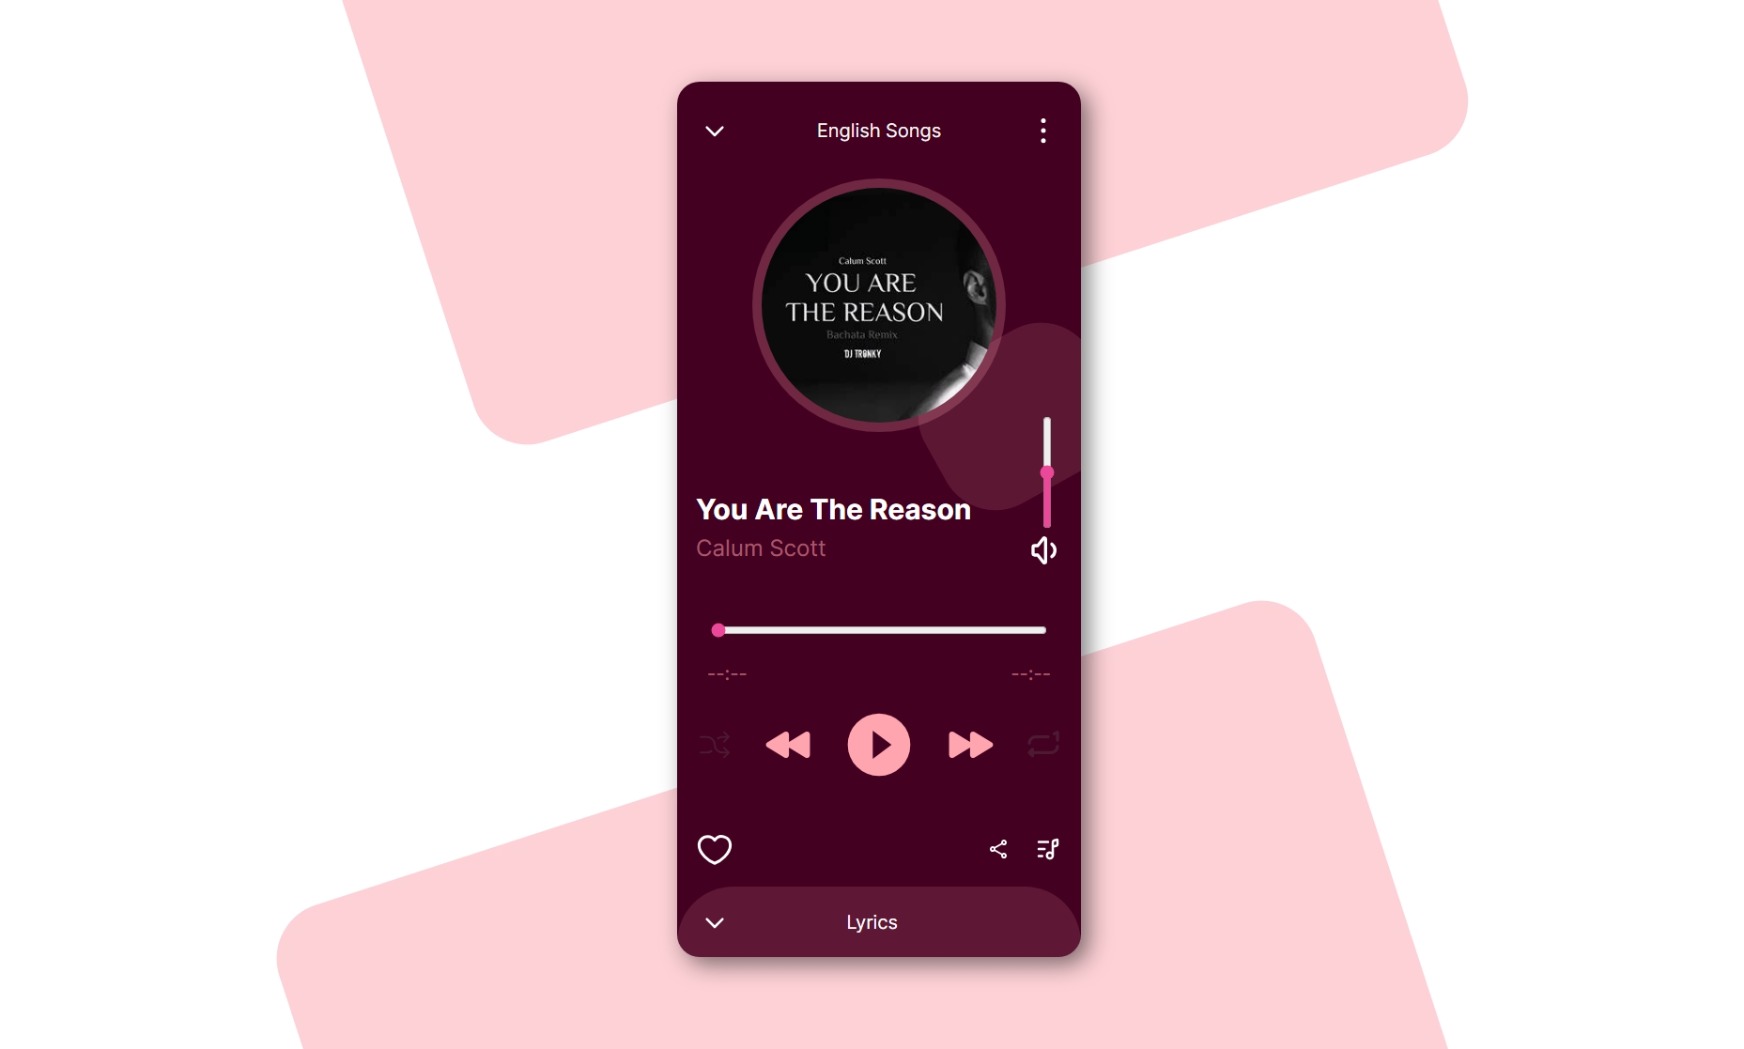 English Songs
Calum Scott
YOU ARE
THE REASON
Bachata Remix
DJ TRONKY
You Are The Reason
Calum Scott
--:-- --:--
Lyrics